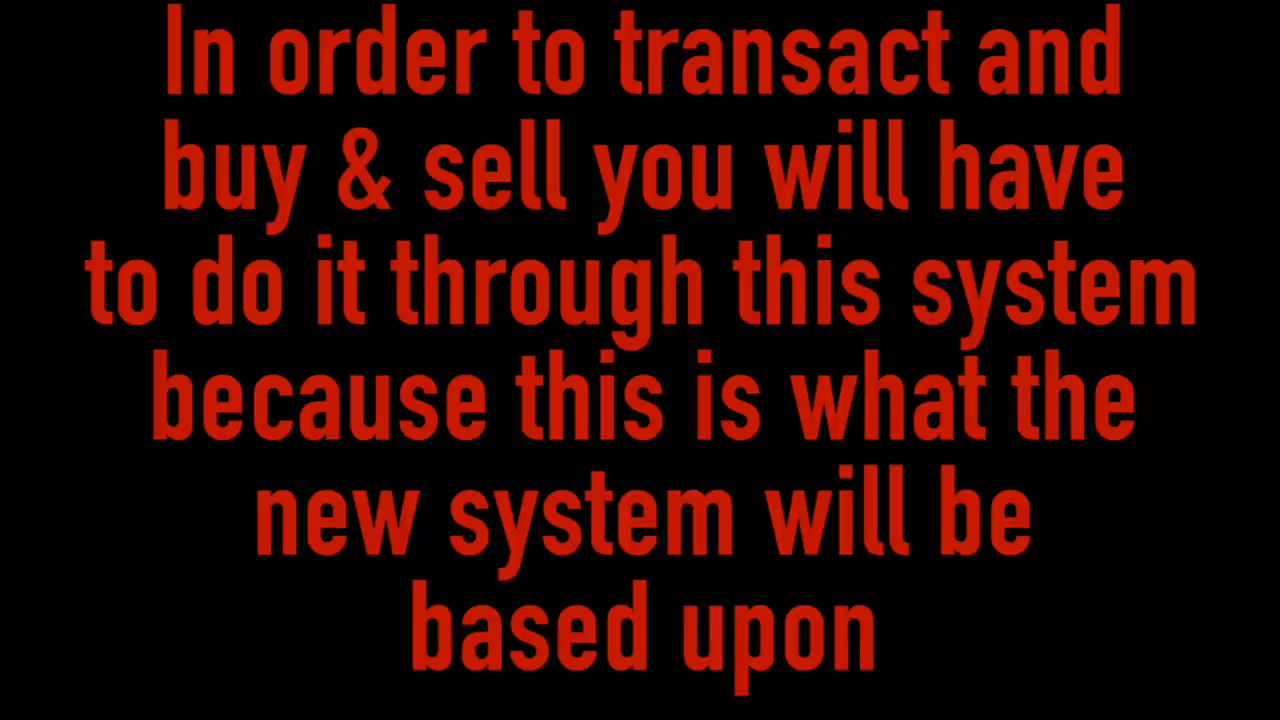 In order to transact and
buy & sell you will have
to do it through this system
because this is what the
new system will be
based upon